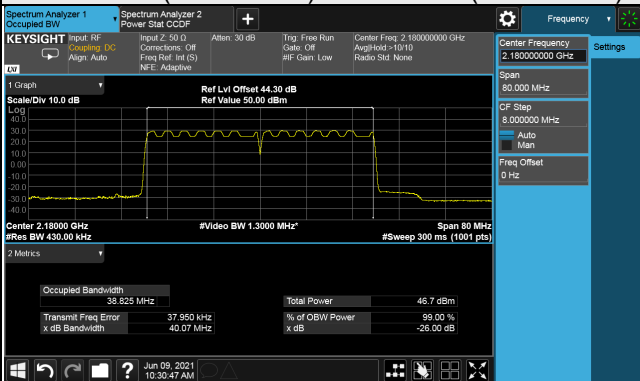 Spectrum Analyzer 1
Occupied BW
Spectrum Analyzer 2
Power Stat CCDF
+
Frequency
KEYSIGHT
Input: RF
Coupling: DC
Align: Auto
Input Z: 50 Ω
Corrections: Off
Freq Ref: Int (S)
NFE: Adaptive
Atten: 30 dB
Trig: Free Run
Gate: Off
#IF Gain: Low
Center Freq: 2.180000000 GHz
Avg|Hold:>10/10
Radio Std: None
LXI
Center Frequency
2.180000000 GHz
Settings
Span
80.000 MHz
CF Step
8.000000 MHz
Auto
Man
Freq Offset
0 Hz
1 Graph
Scale/Div 10.0 dB
Ref Lvl Offset 44.30 dB
Ref Value 50.00 dBm
Log
40.0
30.0
20.0
10.0
0.00
-10.0
-20.0
-30.0
-40.0
Center 2.18000 GHz
#Res BW 430.00 kHz
#Video BW 1.3000 MHz*
Span 80 MHz
#Sweep 300 ms (1001 pts)
2 Metrics
Occupied Bandwidth
38.825 MHz
Total Power 46.7 dBm
Transmit Freq Error 37.950 kHz
% of OBW Power 99.00 %
x dB Bandwidth 40.07 MHz
x dB -26.00 dB
?
Jun 09, 2021
10:30:47 AM